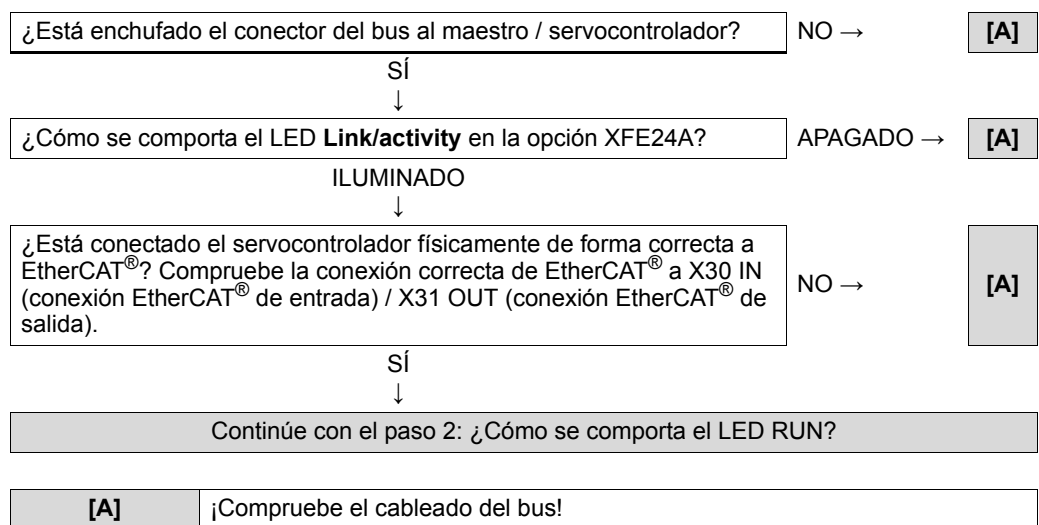 ¿Está enchufado el conector del bus al maestro / servocontrolador? NO → [A]
SÍ
↓
¿Cómo se comporta el LED Link/activity en la opción XFE24A? APAGADO → [A]
ILUMINADO
↓
¿Está conectado el servocontrolador físicamente de forma correcta a
EtherCAT®? Compruebe la conexión correcta de EtherCAT® a X30 IN
(conexión EtherCAT® de entrada) / X31 OUT (conexión EtherCAT® de
salida).
NO → [A]
SÍ
↓
Continúe con el paso 2: ¿Cómo se comporta el LED RUN?
[A] ¡Compruebe el cableado del bus!